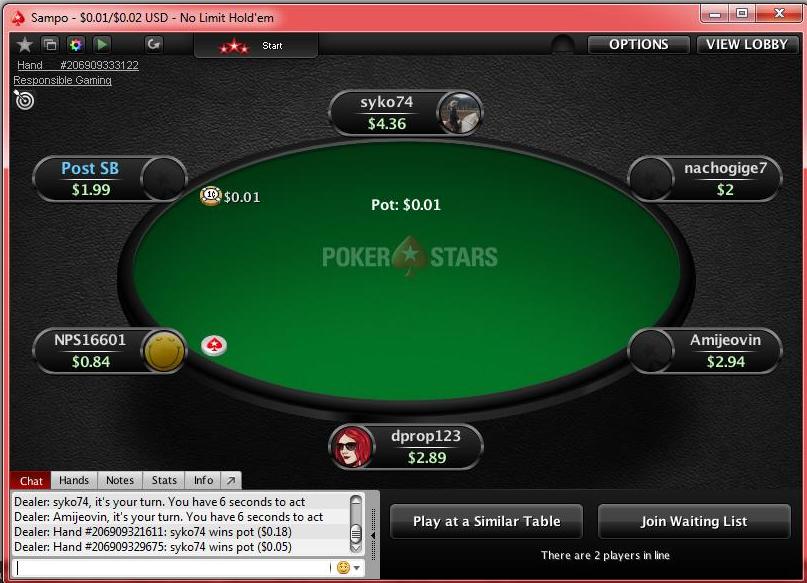 Sampo - $0.01/$0.02 USD - No Limit Hold'em
Start
OPTIONS
VIEW LOBBY
Hand #206909333122
Responsible Gaming
syko74
$4.36
Post SB
$1.99
nachogige7
$2
10
$0.01
Pot: $0.01
POKER STARS
NPS16601
$0.84
Amijeovin
$2.94
dprop123
$2.89
Chat
Hands
Notes
Stats
Info
Dealer: syko74, it's your turn. You have 6 seconds to act
Dealer: Amijeovin, it's your turn. You have 6 seconds to act
Dealer: Hand #206909321611: syko74 wins pot ($0.18)
Dealer: Hand #206909329675: syko74 wins pot ($0.05)
Play at a Similar Table
Join Waiting List
There are 2 players in line